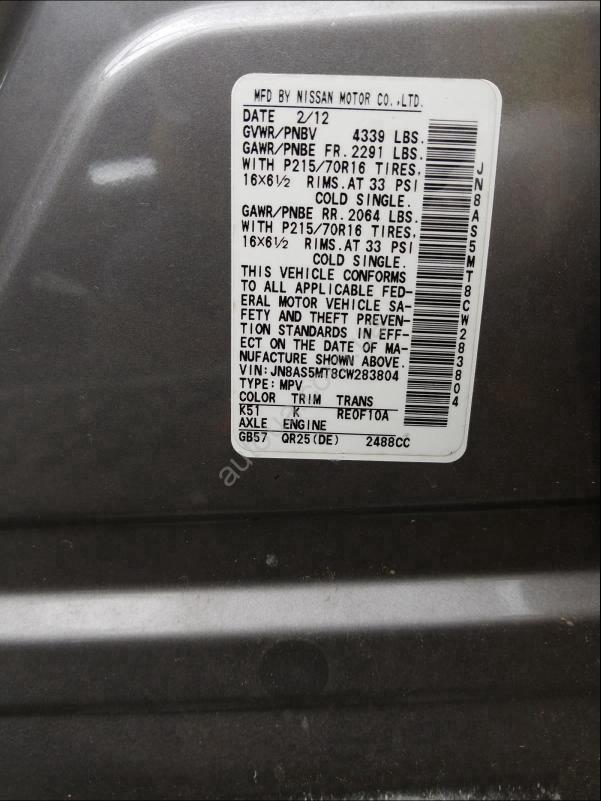 MFD BY NISSAN MOTOR CO.,LTD.
DATE 2/12
GVWR/PNBV 4339 LBS.
GAWR/PNBE FR. 2291 LBS.
WITH P215/70R16 TIRES,
16X6½ RIMS.AT 33 PSI
COLD SINGLE.
GAWR/PNBE RR. 2064 LBS.
WITH P215/70R16 TIRES,
16X6½ RIMS.AT 33 PSI
COLD SINGLE.
THIS VEHICLE CONFORMS
TO ALL APPLICABLE FED-
ERAL MOTOR VEHICLE SA-
FETY AND THEFT PREVEN-
TION STANDARDS IN EFF-
ECT ON THE DATE OF MA-
NUFACTURE SHOWN ABOVE.
VIN: JN8AS5MT8CW283804
TYPE: MPV
COLOR TRIM TRANS
K51 K RE0F10A
AXLE ENGINE
GB57 QR25(DE) 2488CC
JN8AS5MT8CW283804